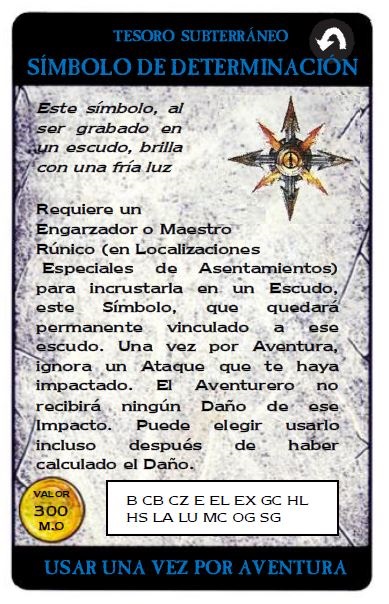 TESORO SUBTERRÁNEO
SÍMBOLO DE DETERMINACIÓN
Este símbolo, al
ser grabado en
un escudo, brilla
con una fría luz
Requiere un
Engarzador o Maestro
Rúnico (en Localizaciones
Especiales de Asentamientos)
para incrustarla en un Escudo,
este Símbolo, que quedará
permanente vinculado a ese
escudo. Una vez por Aventura,
ignora un Ataque que te haya
impactado. El Aventurero no
recibirá ningún Daño de ese
Impacto. Puede elegir usarlo
incluso después de haber
calculado el Daño.
VALOR
300
M.O
B CB CZ E EL EX GC HL
HS LA LU MC OG SG
USAR UNA VEZ POR AVENTURA